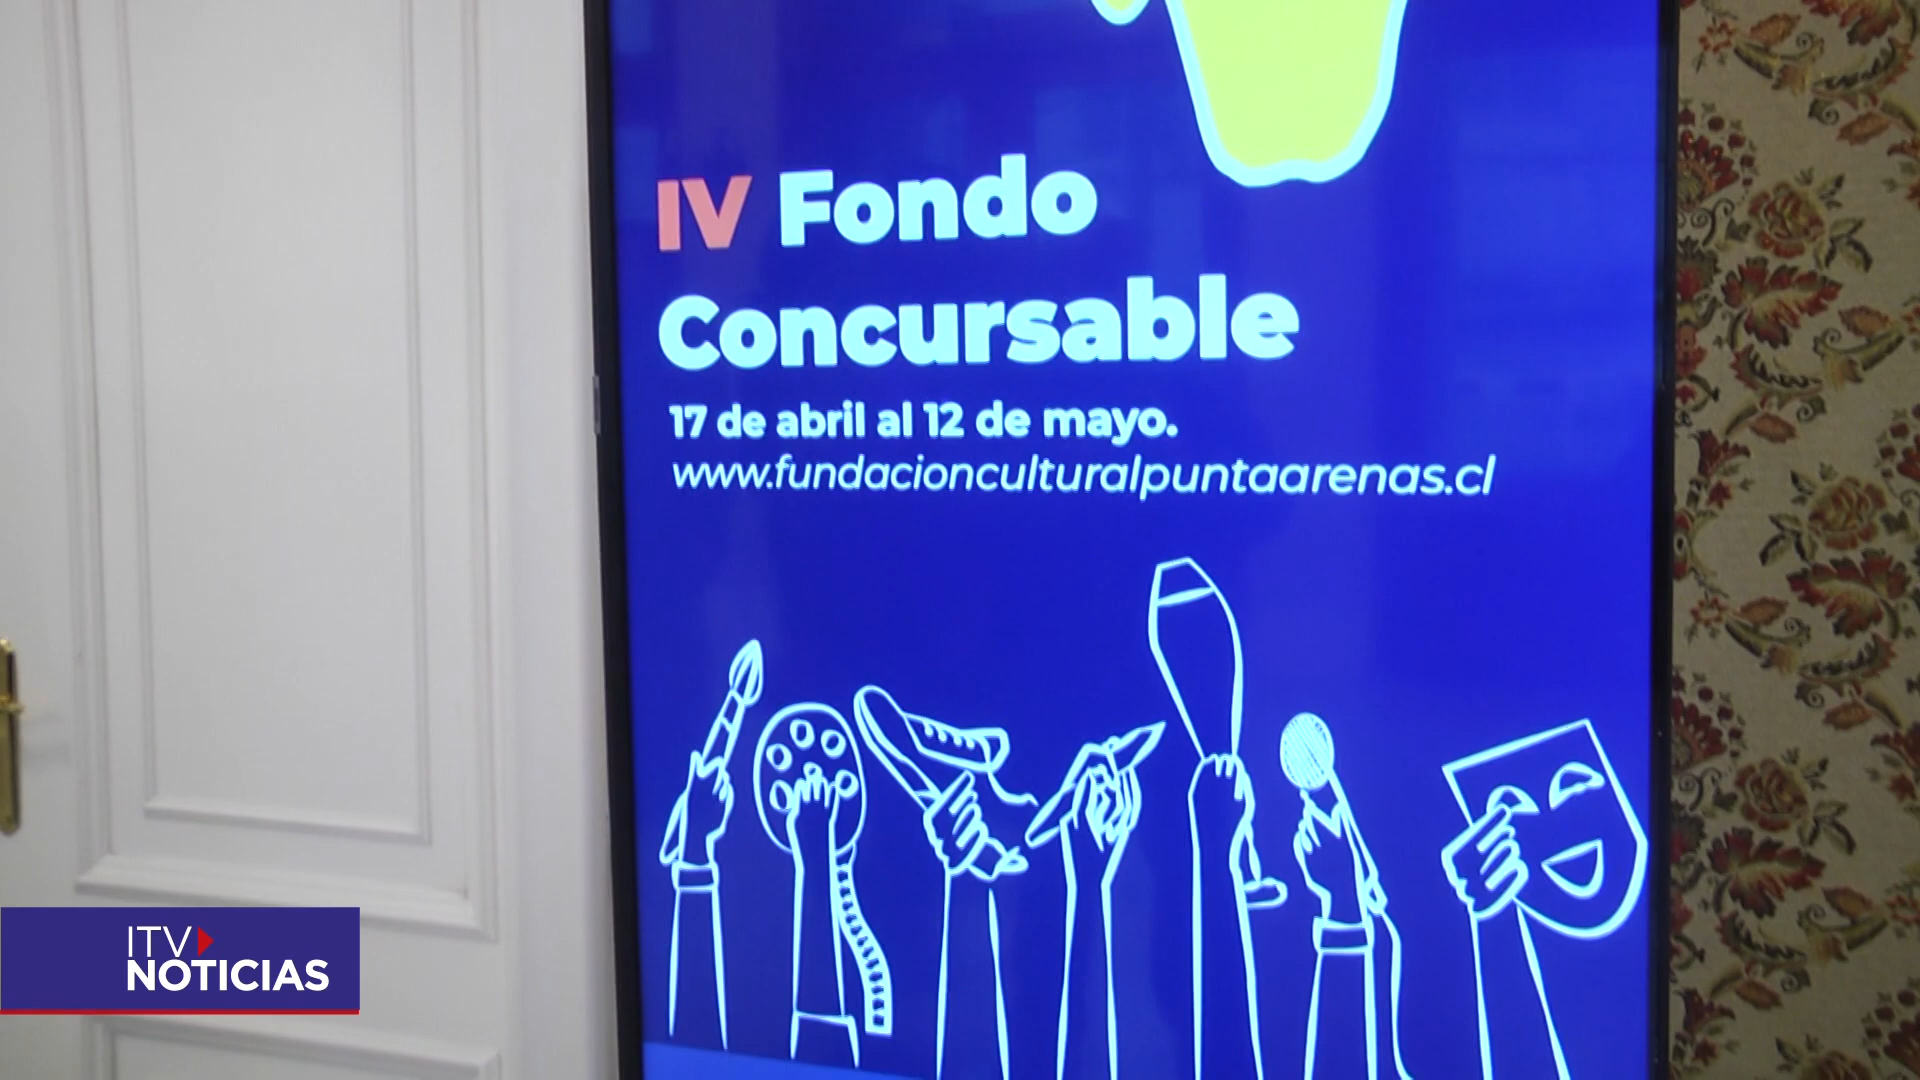 IV Fondo
Concursable
17 de abril al 12 de mayo.
www.fundacionculturalpuntaarenas.cl
ITV
NOTICIAS